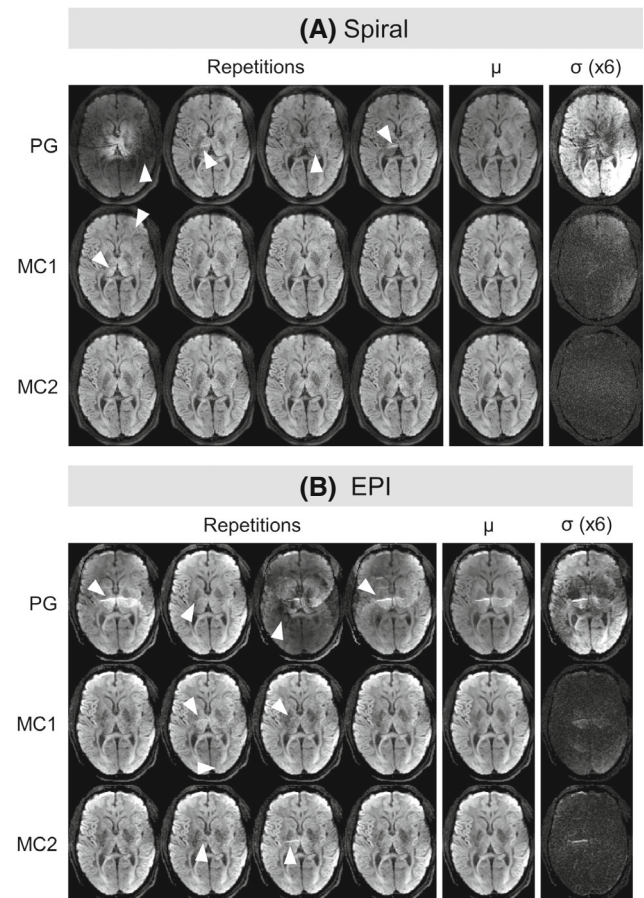 (A) Spiral
Repetitions μ σ (x6)
PG
MC1
MC2
(B) EPI
Repetitions μ σ (x6)
PG
MC1
MC2